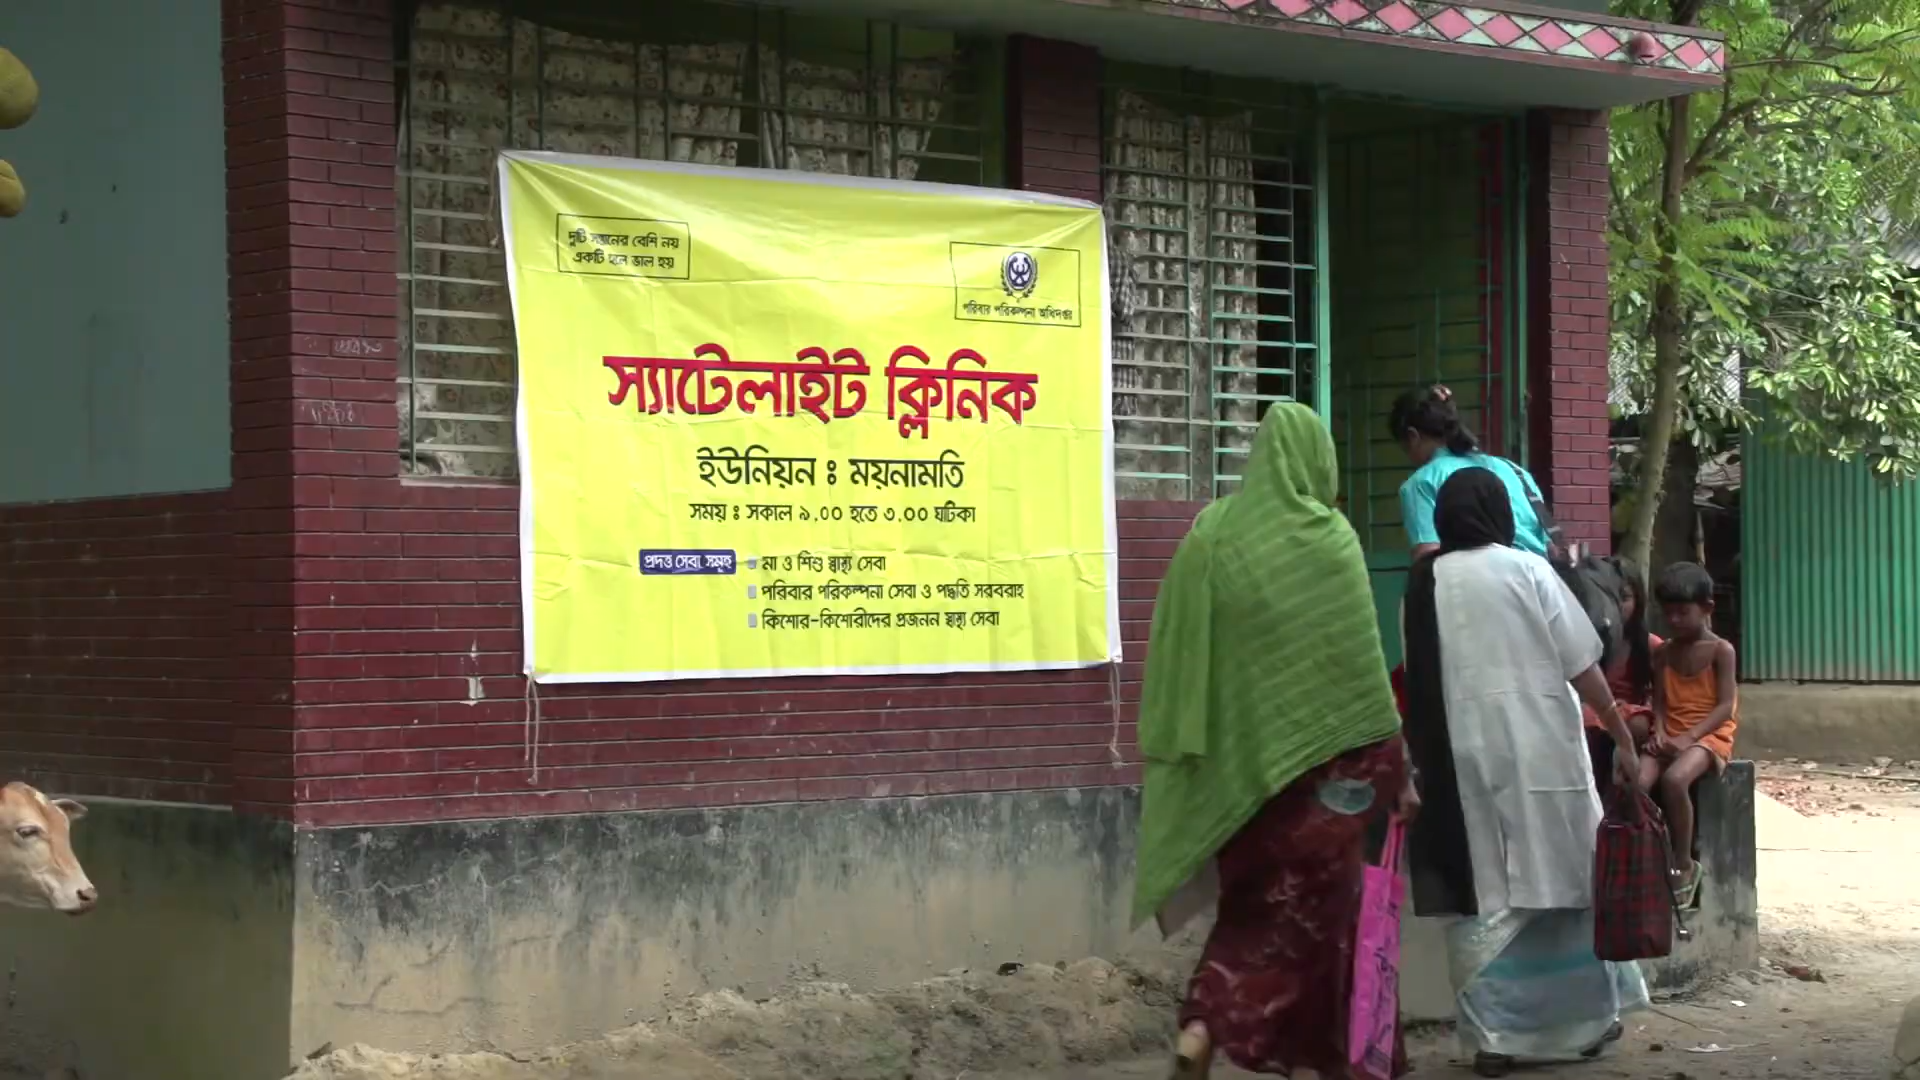 দুটি সন্তানের বেশি নয়
একটি হলে ভাল হয়
পরিবার পরিকল্পনা অধিদপ্তর
স্যাটেলাইট ক্লিনিক
ইউনিয়ন ঃ ময়নামতি
সময় ঃ সকাল ৯.০০ হতে ৩.০০ ঘটিকা
প্রদত্ত সেবা সমূহ
মা ও শিশু স্বাস্থ্য সেবা
পরিবার পরিকল্পনা সেবা ও পদ্ধতি সরবরাহ
কিশোর-কিশোরীদের প্রজনন স্বাস্থ্য সেবা